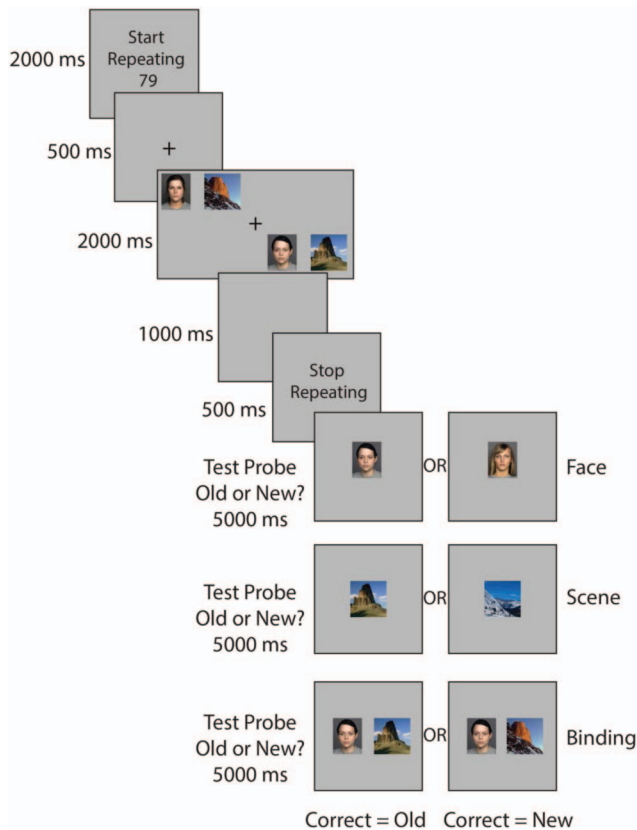 Start
Repeating
79
2000 ms
500 ms
+
+
2000 ms
1000 ms
Stop
Repeating
500 ms
Test Probe
Old or New?
5000 ms
OR
Face
Test Probe
Old or New?
5000 ms
OR
Scene
Test Probe
Old or New?
5000 ms
OR
Binding
Correct = Old
Correct = New